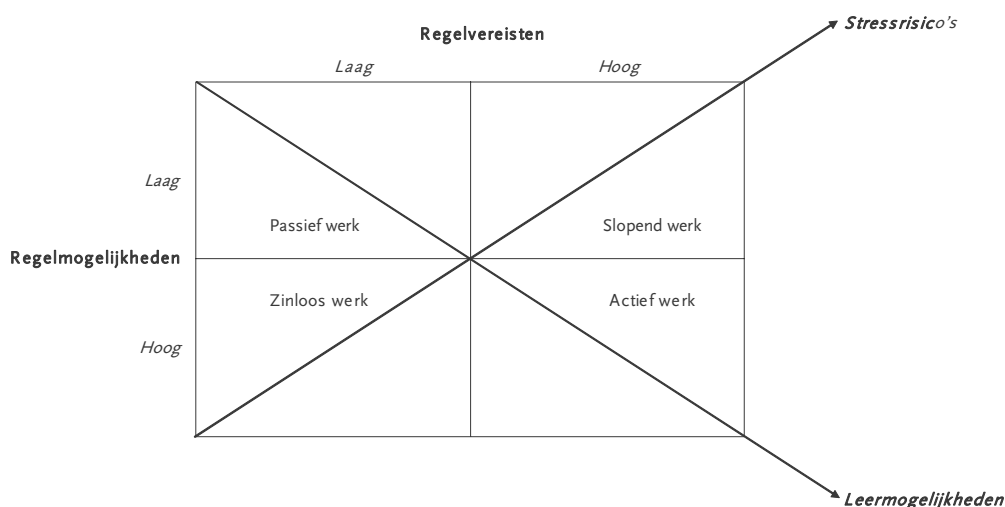 Stressrisico's
Regelvereisten
Laag Hoog
Laag
Passief werk Slopend werk
Regelmogelijkheden
Zinloos werk Actief werk
Hoog
Leermogelijkheden